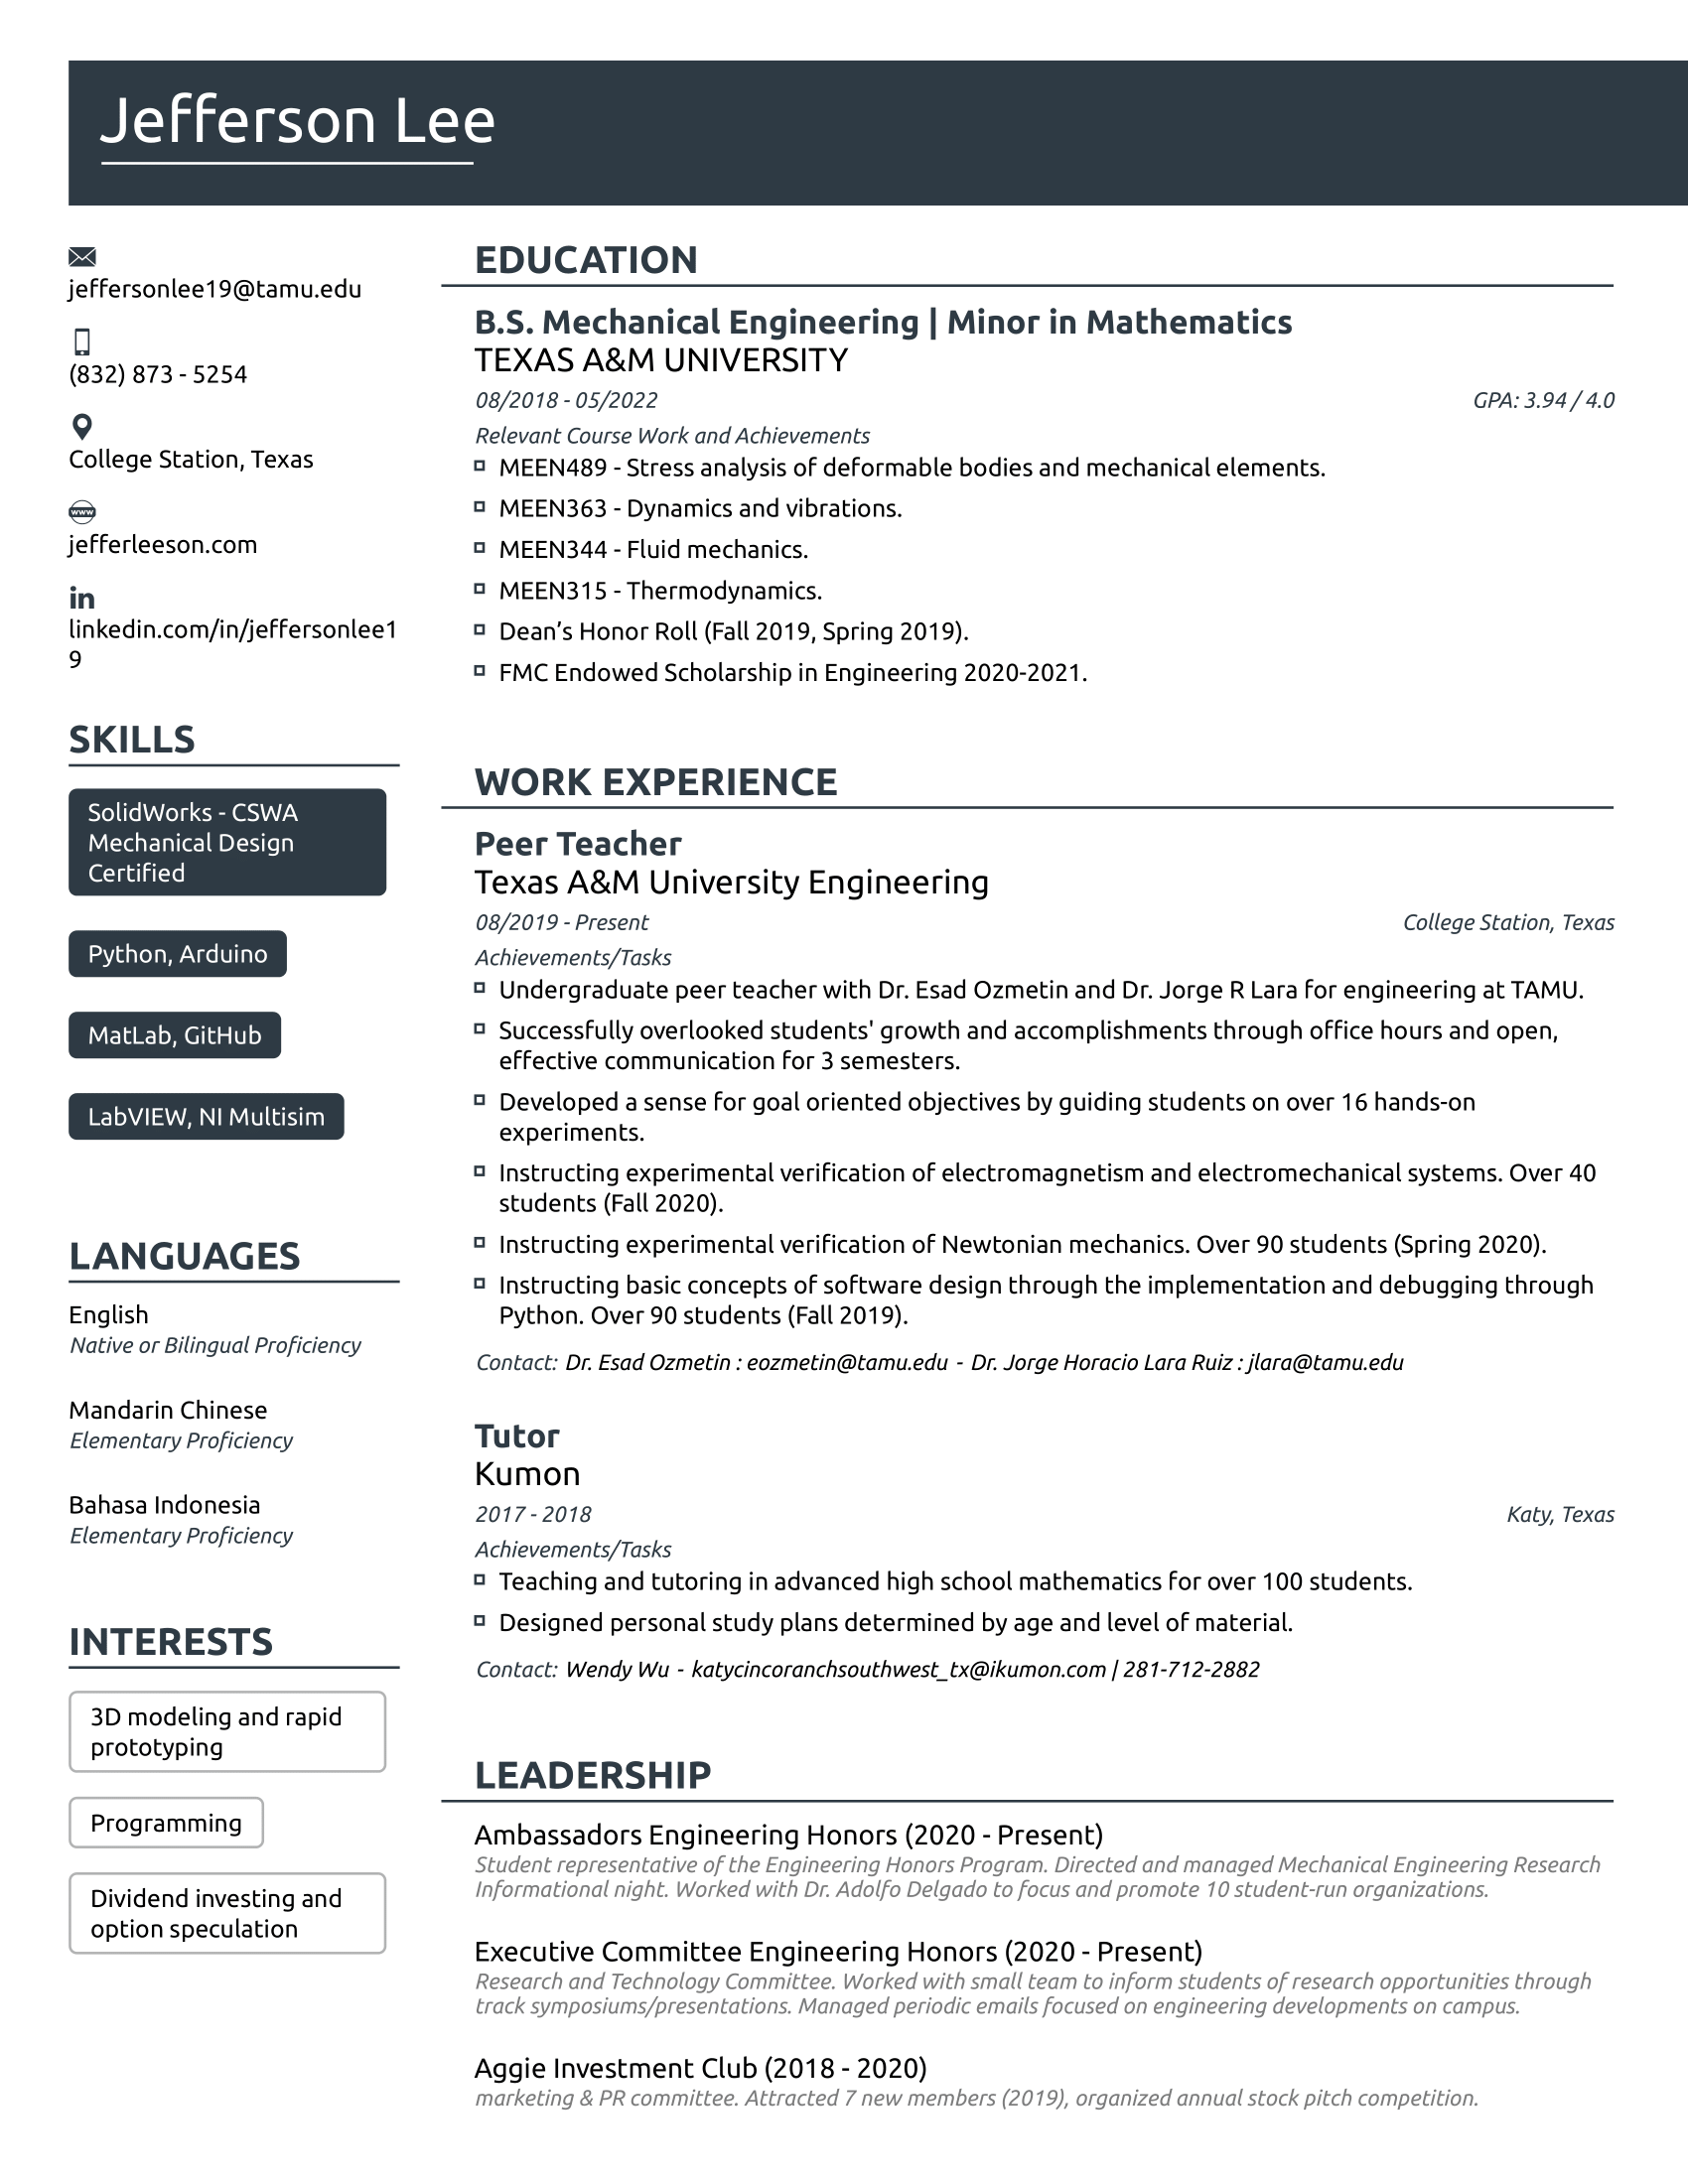 Jefferson Lee
jeffersonlee19@tamu.edu
(832) 873 - 5254
College Station, Texas
www
jefferleeson.com
in
linkedin.com/in/jeffersonlee1
9
SKILLS
SolidWorks - CSWA
Mechanical Design
Certified
Python, Arduino
MatLab, GitHub
LabVIEW, NI Multisim
LANGUAGES
English
Native or Bilingual Proficiency
Mandarin Chinese
Elementary Proficiency
Bahasa Indonesia
Elementary Proficiency
INTERESTS
3D modeling and rapid
prototyping
Programming
Dividend investing and
option speculation
EDUCATION
B.S. Mechanical Engineering | Minor in Mathematics
TEXAS A&M UNIVERSITY
08/2018 - 05/2022 GPA: 3.94 / 4.0
Relevant Course Work and Achievements
MEEN489 - Stress analysis of deformable bodies and mechanical elements.
MEEN363 - Dynamics and vibrations.
MEEN344 - Fluid mechanics.
MEEN315 - Thermodynamics.
Dean’s Honor Roll (Fall 2019, Spring 2019).
FMC Endowed Scholarship in Engineering 2020-2021.
WORK EXPERIENCE
Peer Teacher
Texas A&M University Engineering
08/2019 - Present College Station, Texas
Achievements/Tasks
Undergraduate peer teacher with Dr. Esad Ozmetin and Dr. Jorge R Lara for engineering at TAMU.
Successfully overlooked students' growth and accomplishments through office hours and open,
effective communication for 3 semesters.
Developed a sense for goal oriented objectives by guiding students on over 16 hands-on
experiments.
Instructing experimental verification of electromagnetism and electromechanical systems. Over 40
students (Fall 2020).
Instructing experimental verification of Newtonian mechanics. Over 90 students (Spring 2020).
Instructing basic concepts of software design through the implementation and debugging through
Python. Over 90 students (Fall 2019).
Contact: Dr. Esad Ozmetin : eozmetin@tamu.edu - Dr. Jorge Horacio Lara Ruiz : jlara@tamu.edu
Tutor
Kumon
2017 - 2018 Katy, Texas
Achievements/Tasks
Teaching and tutoring in advanced high school mathematics for over 100 students.
Designed personal study plans determined by age and level of material.
Contact: Wendy Wu - katycincoranchsouthwest_tx@ikumon.com | 281-712-2882
LEADERSHIP
Ambassadors Engineering Honors (2020 - Present)
Student representative of the Engineering Honors Program. Directed and managed Mechanical Engineering Research
Informational night. Worked with Dr. Adolfo Delgado to focus and promote 10 student-run organizations.
Executive Committee Engineering Honors (2020 - Present)
Research and Technology Committee. Worked with small team to inform students of research opportunities through
track symposiums/presentations. Managed periodic emails focused on engineering developments on campus.
Aggie Investment Club (2018 - 2020)
marketing & PR committee. Attracted 7 new members (2019), organized annual stock pitch competition.